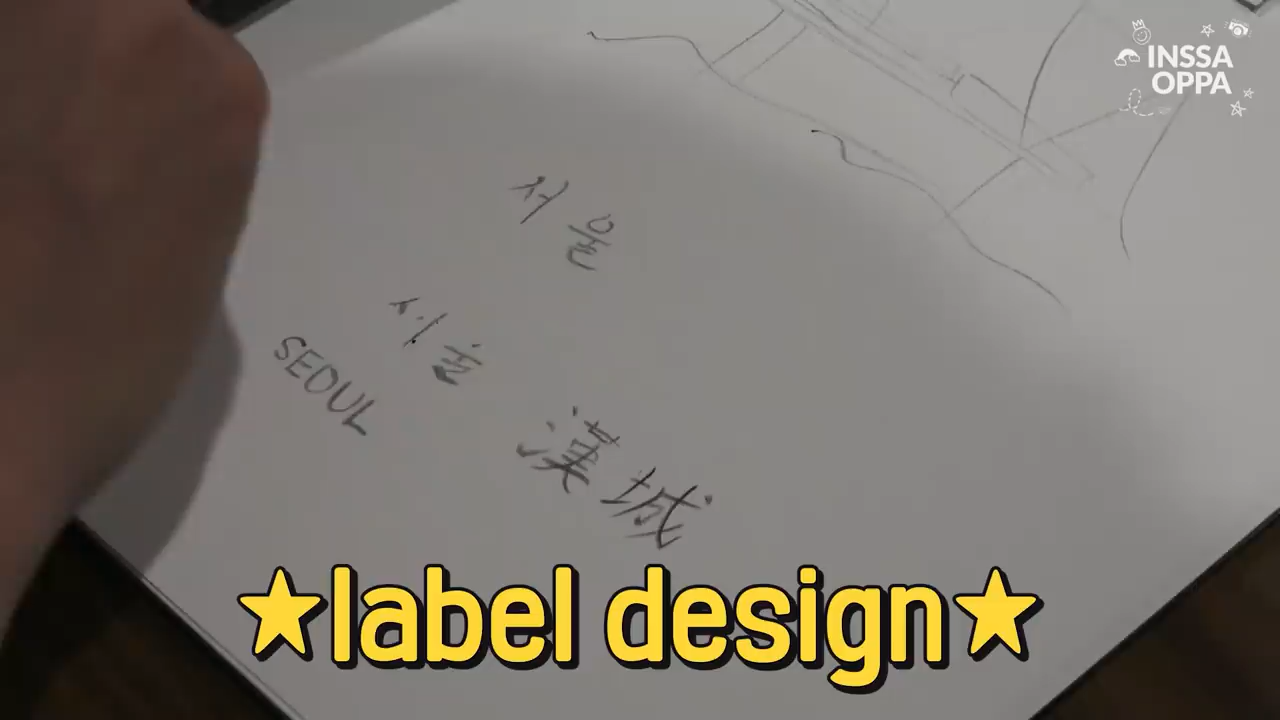 INSSA
OPPA
서울
서울
SEOUL
漢城
★label design★